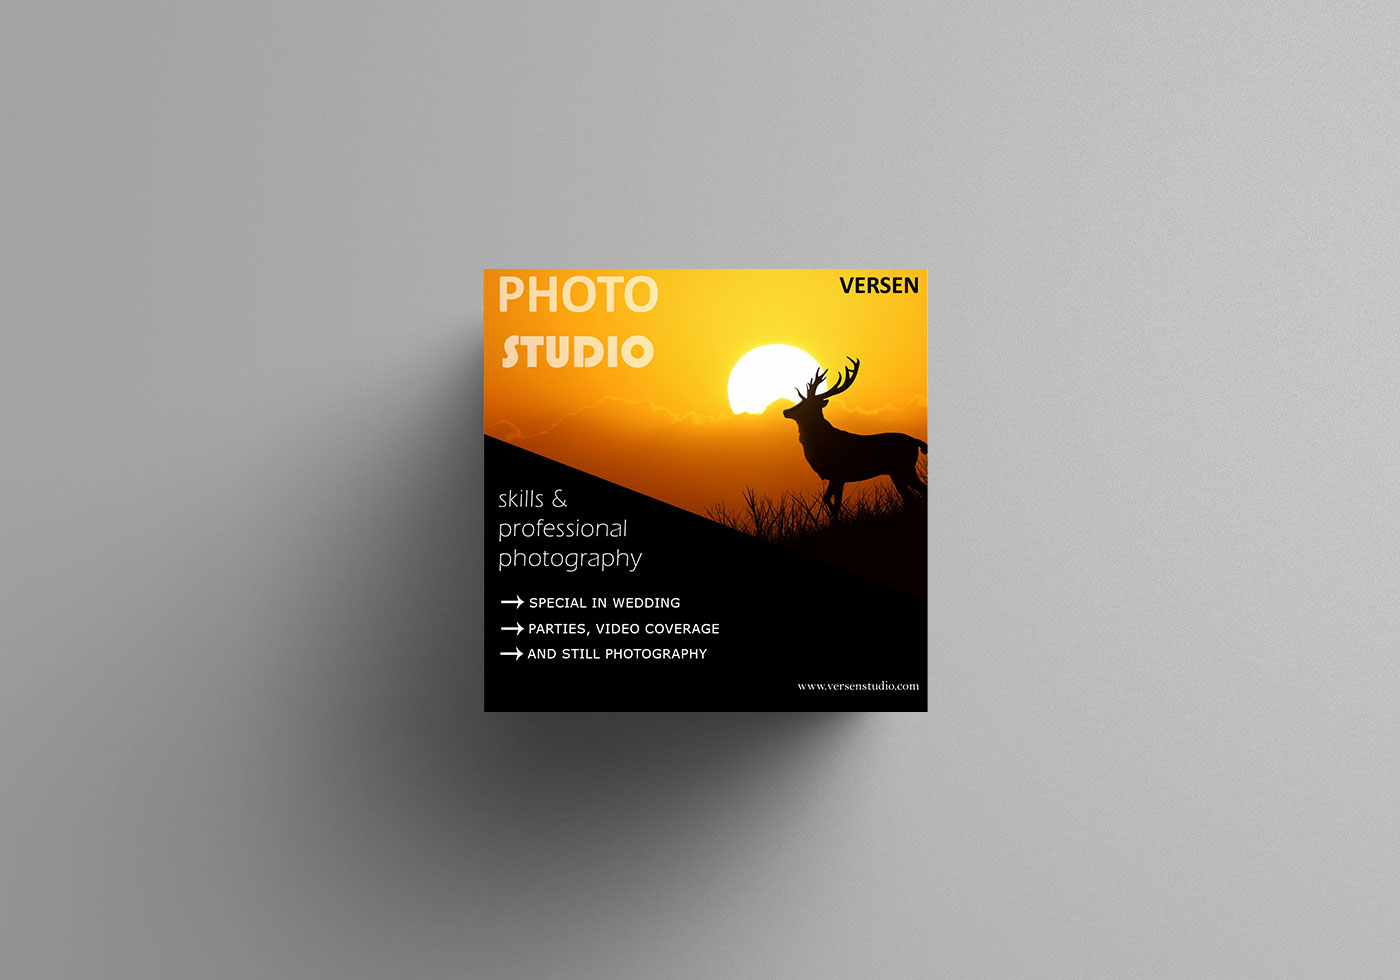 PHOTO
STUDIO
VERSEN
skills &
professional
photography
SPECIAL IN WEDDING
PARTIES, VIDEO COVERAGE
AND STILL PHOTOGRAPHY
www.versenstudio.com